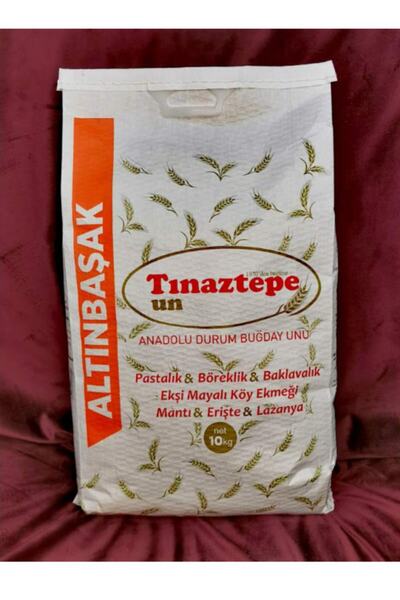 ALTINBAŞAK
Tınaztepe
un
ANADOLU DURUM BUĞDAY UNU
Pastalık & Böreklik & Baklavalık
Ekşi Mayalı Köy Ekmeği
Mantı & Erişte & Lazanya
net
10kg